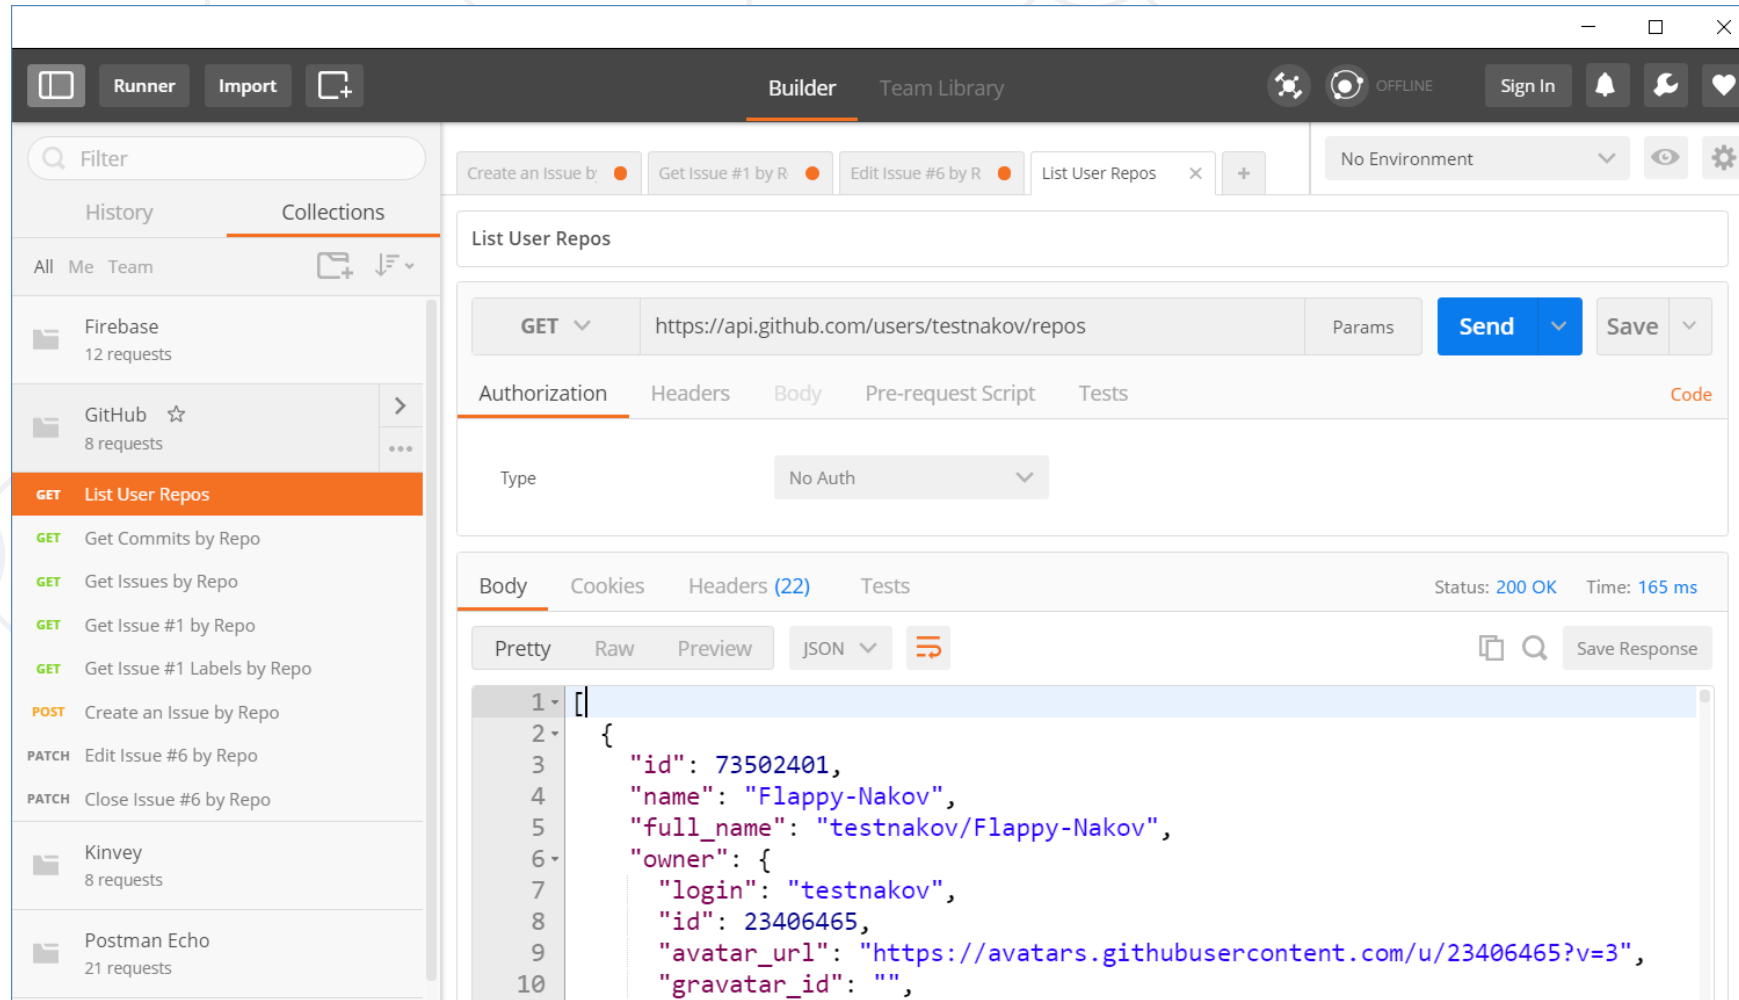 Runner Import Builder Team Library OFFLINE Sign In
Filter
History Collections
All Me Team
Firebase
12 requests
GitHub
8 requests
GET List User Repos
GET Get Commits by Repo
GET Get Issues by Repo
GET Get Issue #1 by Repo
GET Get Issue #1 Labels by Repo
POST Create an Issue by Repo
PATCH Edit Issue #6 by Repo
PATCH Close Issue #6 by Repo
Kinvey
8 requests
Postman Echo
21 requests
Create an Issue by Get Issue #1 by R Edit Issue #6 by R List User Repos × + No Environment
List User Repos
GET https://api.github.com/users/testnakov/repos Params Send Save
Authorization Headers Body Pre-request Script Tests Code
Type No Auth
Body Cookies Headers (22) Tests Status: 200 OK Time: 165 ms
Pretty Raw Preview JSON Save Response
1 [
2 {
3 "id": 73502401,
4 "name": "Flappy-Nakov",
5 "full_name": "testnakov/Flappy-Nakov",
6 "owner": {
7 "login": "testnakov",
8 "id": 23406465,
9 "avatar_url": "https://avatars.githubusercontent.com/u/23406465?v=3",
10 "gravatar_id": "",